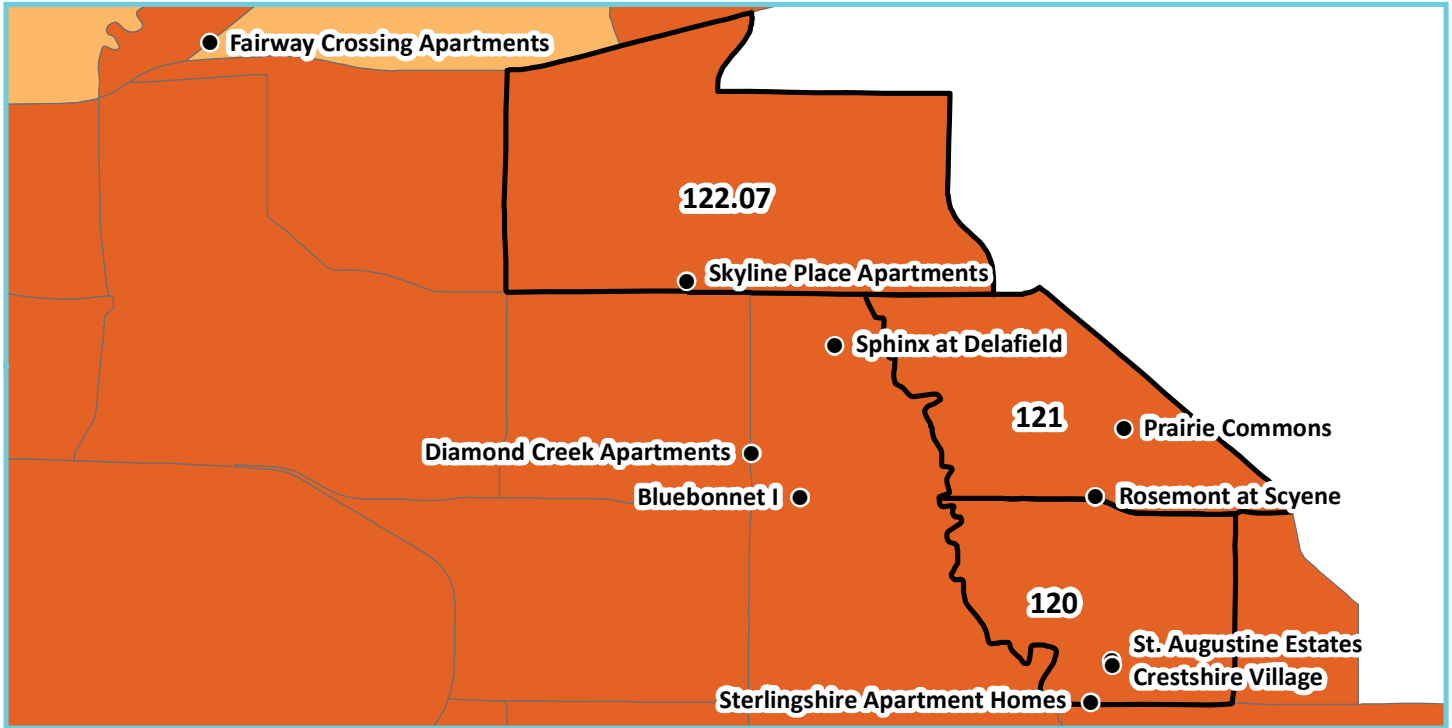 Fairway Crossing Apartments
122.07
Skyline Place Apartments
Sphinx at Delafield
121
Prairie Commons
Diamond Creek Apartments
Bluebonnet I
Rosemont at Scyene
120
St. Augustine Estates
Crestshire Village
Sterlingshire Apartment Homes